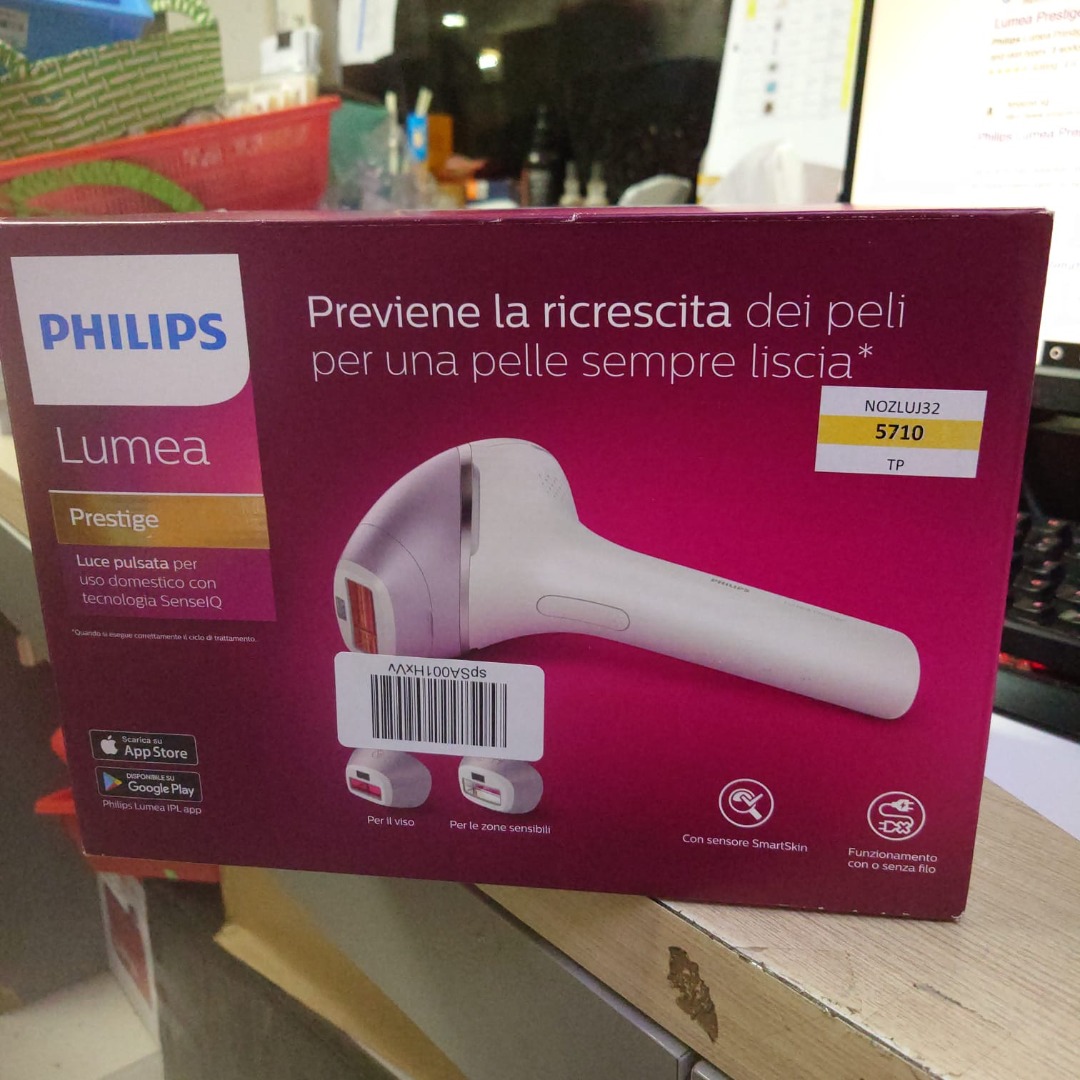 PHILIPS
Lumea
Prestige
Luce pulsata per
uso domestico con
tecnologia SenseIQ
*Quando si esegue correttamente il ciclo di trattamento.
Previene la ricrescita dei peli
per una pelle sempre liscia*
NOZLUJ32
5710
TP
PHILIPS
spSA001HxVv
Scarica su
App Store
DISPONIBILE SU
Google Play
Philips Lumea IPL app
Per il viso
Per le zone sensibili
Con sensore SmartSkin
Funzionamento
con o senza filo
Lumea Prestige